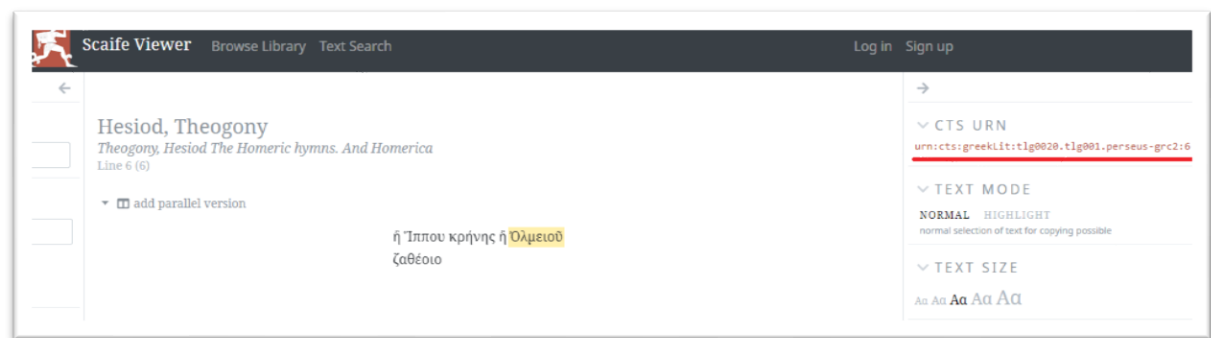 Scaife Viewer Browse Library Text Search Log in Sign up
Hesiod, Theogony
Theogony, Hesiod The Homeric hymns. And Homerica
Line 6 (6)
add parallel version
ἢ Ἵππου κρήνης ἢ Ὀλμειοῦ
ζαθέοιο
CTS URN
urn:cts:greekLit:tlg0020.tlg001.perseus-grc2:6
TEXT MODE
NORMAL HIGHLIGHT
normal selection of text for copying possible
TEXT SIZE
Aα Aα Aα Aα Aα